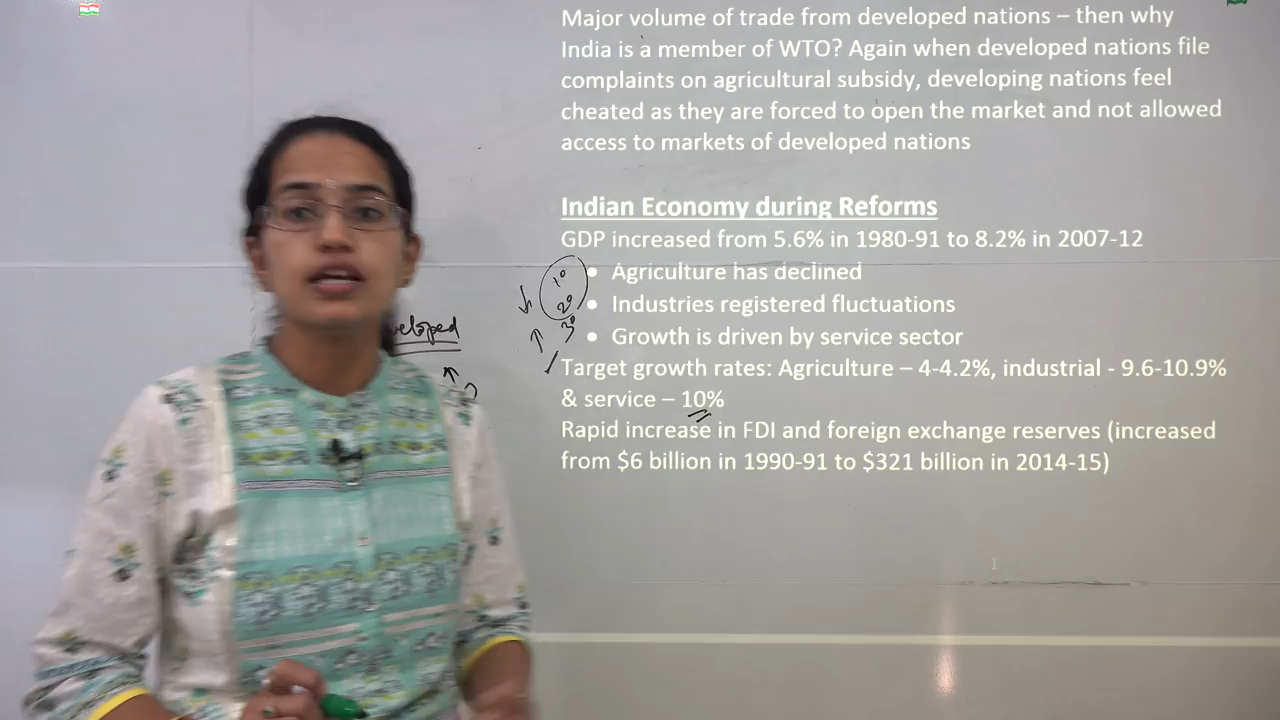 Major volume of trade from developed nations – then why
India is a member of WTO? Again when developed nations file
complaints on agricultural subsidy, developing nations feel
cheated as they are forced to open the market and not allowed
access to markets of developed nations
Indian Economy during Reforms
GDP increased from 5.6% in 1980-91 to 8.2% in 2007-12
1° • Agriculture has declined
2° • Industries registered fluctuations
3° • Growth is driven by service sector
veloped
Target growth rates: Agriculture – 4-4.2%, industrial - 9.6-10.9%
& service – 10%
Rapid increase in FDI and foreign exchange reserves (increased
from $6 billion in 1990-91 to $321 billion in 2014-15)